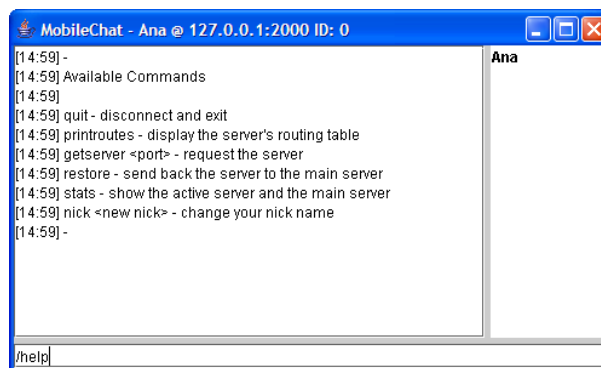 MobileChat - Ana @ 127.0.0.1:2000 ID: 0
[14:59] -
[14:59] Available Commands
[14:59]
[14:59] quit - disconnect and exit
[14:59] printroutes - display the server's routing table
[14:59] getserver <port> - request the server
[14:59] restore - send back the server to the main server
[14:59] stats - show the active server and the main server
[14:59] nick <new nick> - change your nick name
[14:59] -
Ana
/help